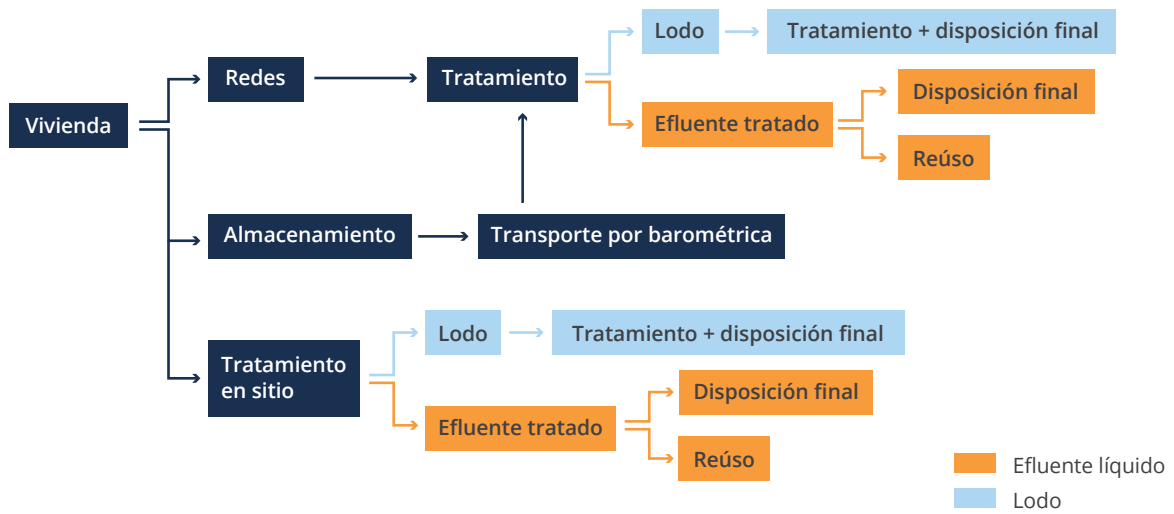 Lodo
Tratamiento + disposición final
Redes
Tratamiento
Disposición final
Vivienda
Efluente tratado
Reúso
Almacenamiento
Transporte por barométrica
Lodo
Tratamiento + disposición final
Tratamiento
en sitio
Disposición final
Efluente tratado
Reúso
Efluente líquido
Lodo